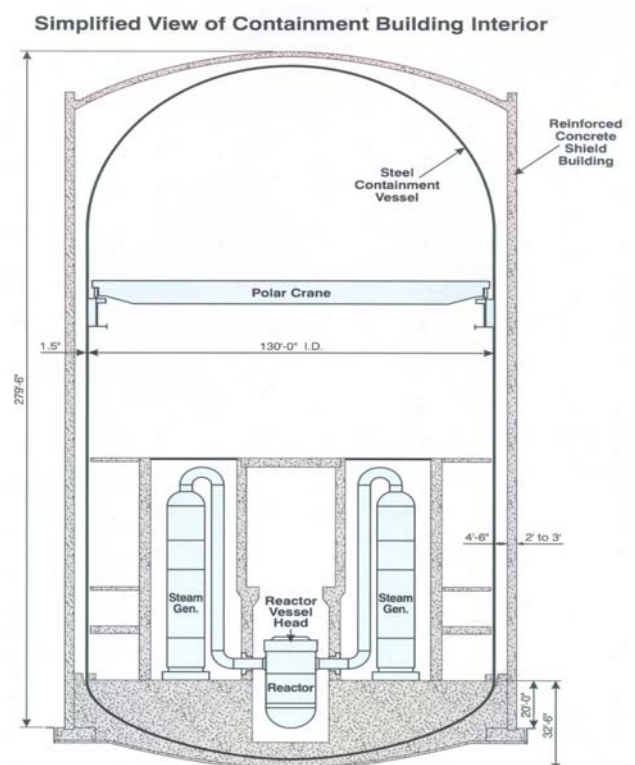 Simplified View of Containment Building Interior
Reinforced
Concrete
Shield
Building
Steel
Containment
Vessel
Polar Crane
1.5"
130'-0" I.D.
279'-6"
4'-6"
2' to 3'
Steam
Gen.
Reactor
Vessel
Head
Steam
Gen.
Reactor
20'-0"
32'-6"